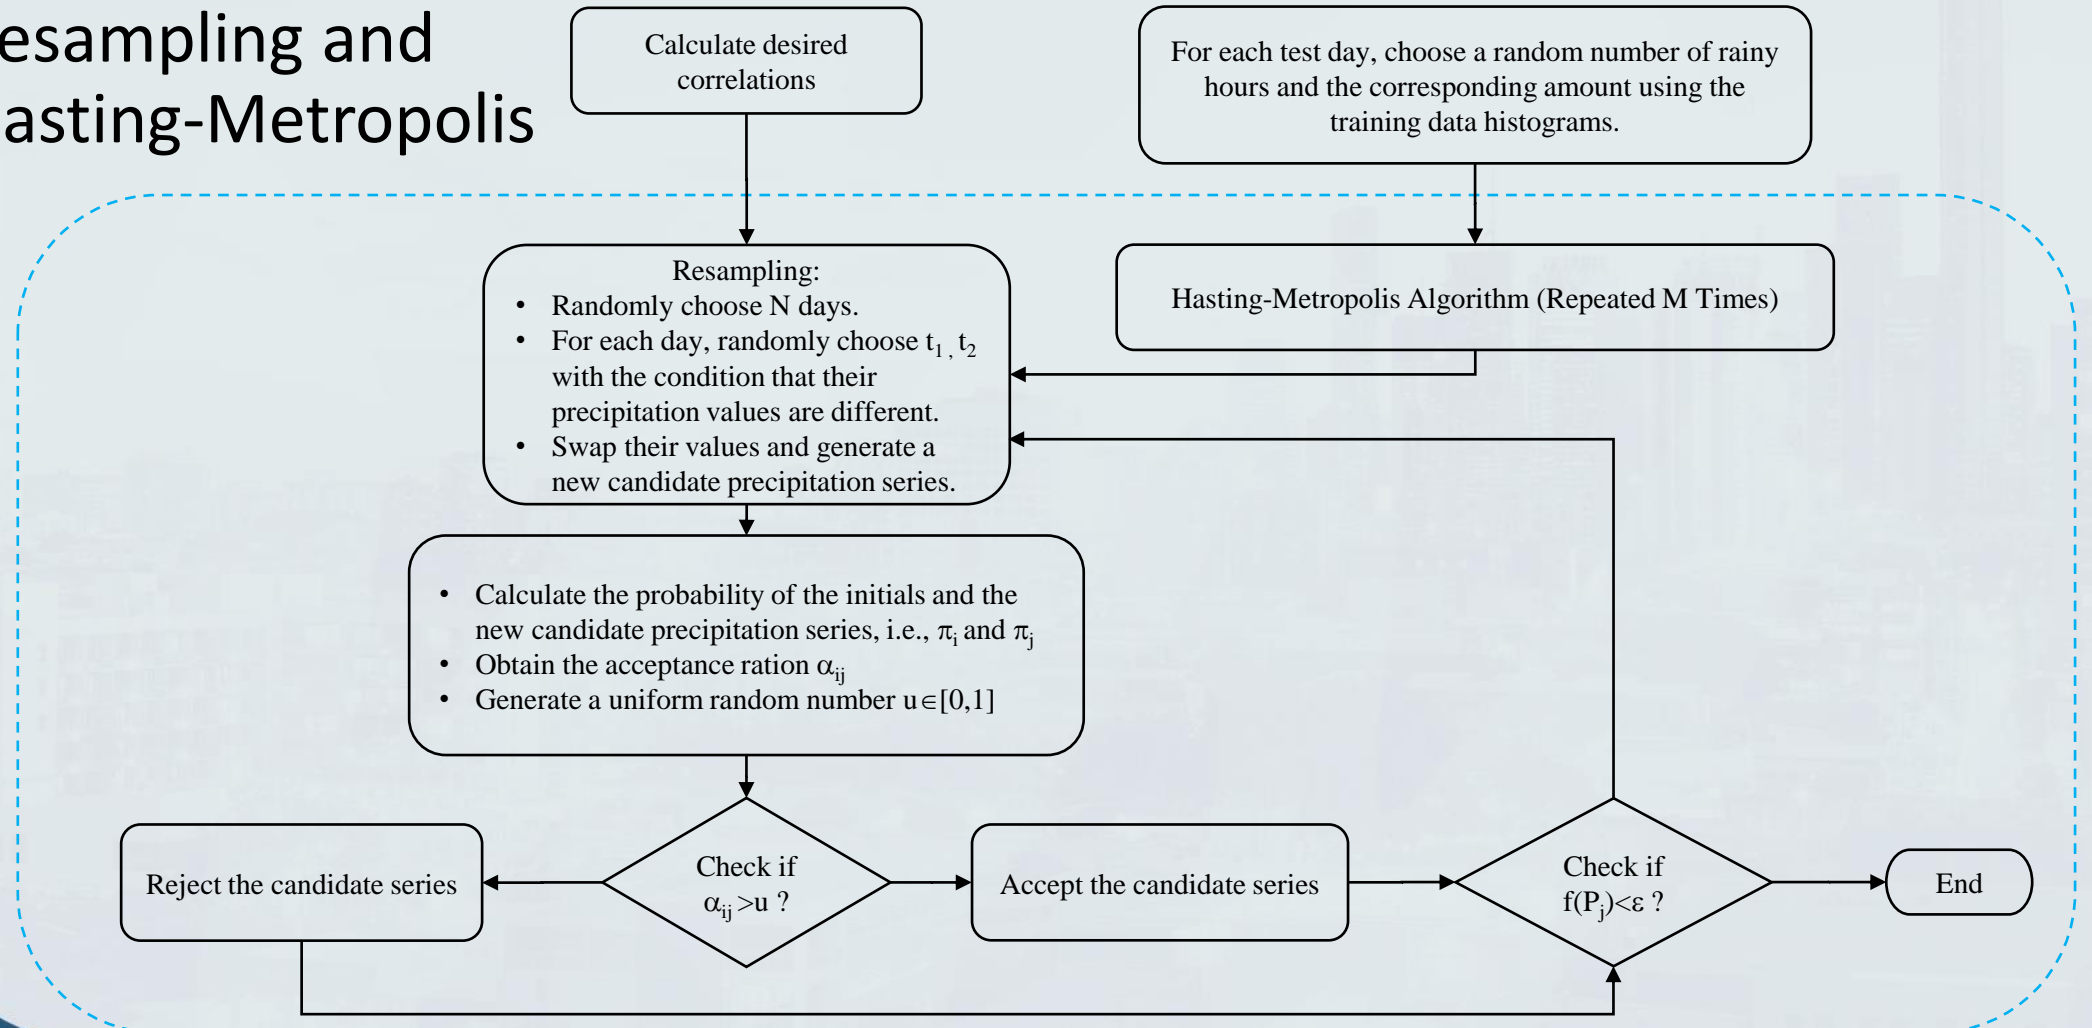 esampling and
asting-Metropolis
Calculate desired
correlations
For each test day, choose a random number of rainy
hours and the corresponding amount using the
training data histograms.
Resampling:
• Randomly choose N days.
• For each day, randomly choose t₁ , t₂
with the condition that their
precipitation values are different.
• Swap their values and generate a
new candidate precipitation series.
Hasting-Metropolis Algorithm (Repeated M Times)
• Calculate the probability of the initials and the
new candidate precipitation series, i.e., πᵢ and πⱼ
• Obtain the acceptance ration αᵢⱼ
• Generate a uniform random number u∈[0,1]
Reject the candidate series
Check if
αᵢⱼ >u ?
Accept the candidate series
Check if
f(Pⱼ)<ε ?
End